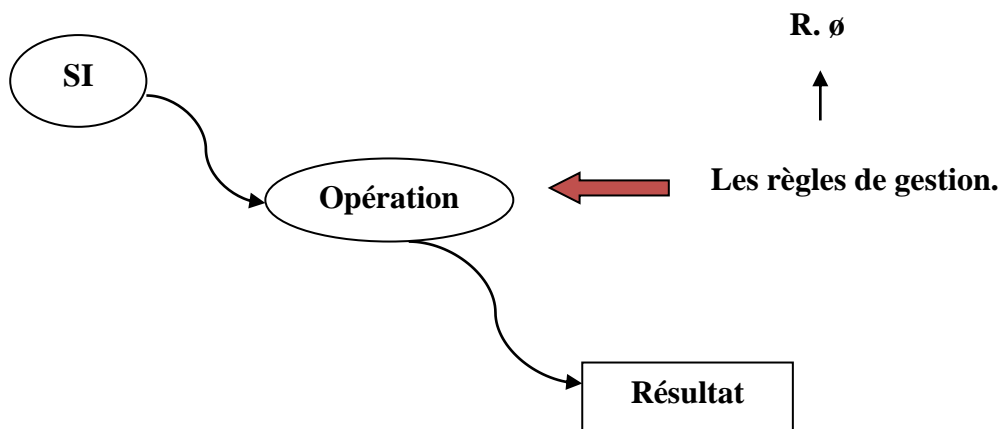 R. ø
SI
Les règles de gestion.
Opération
Résultat